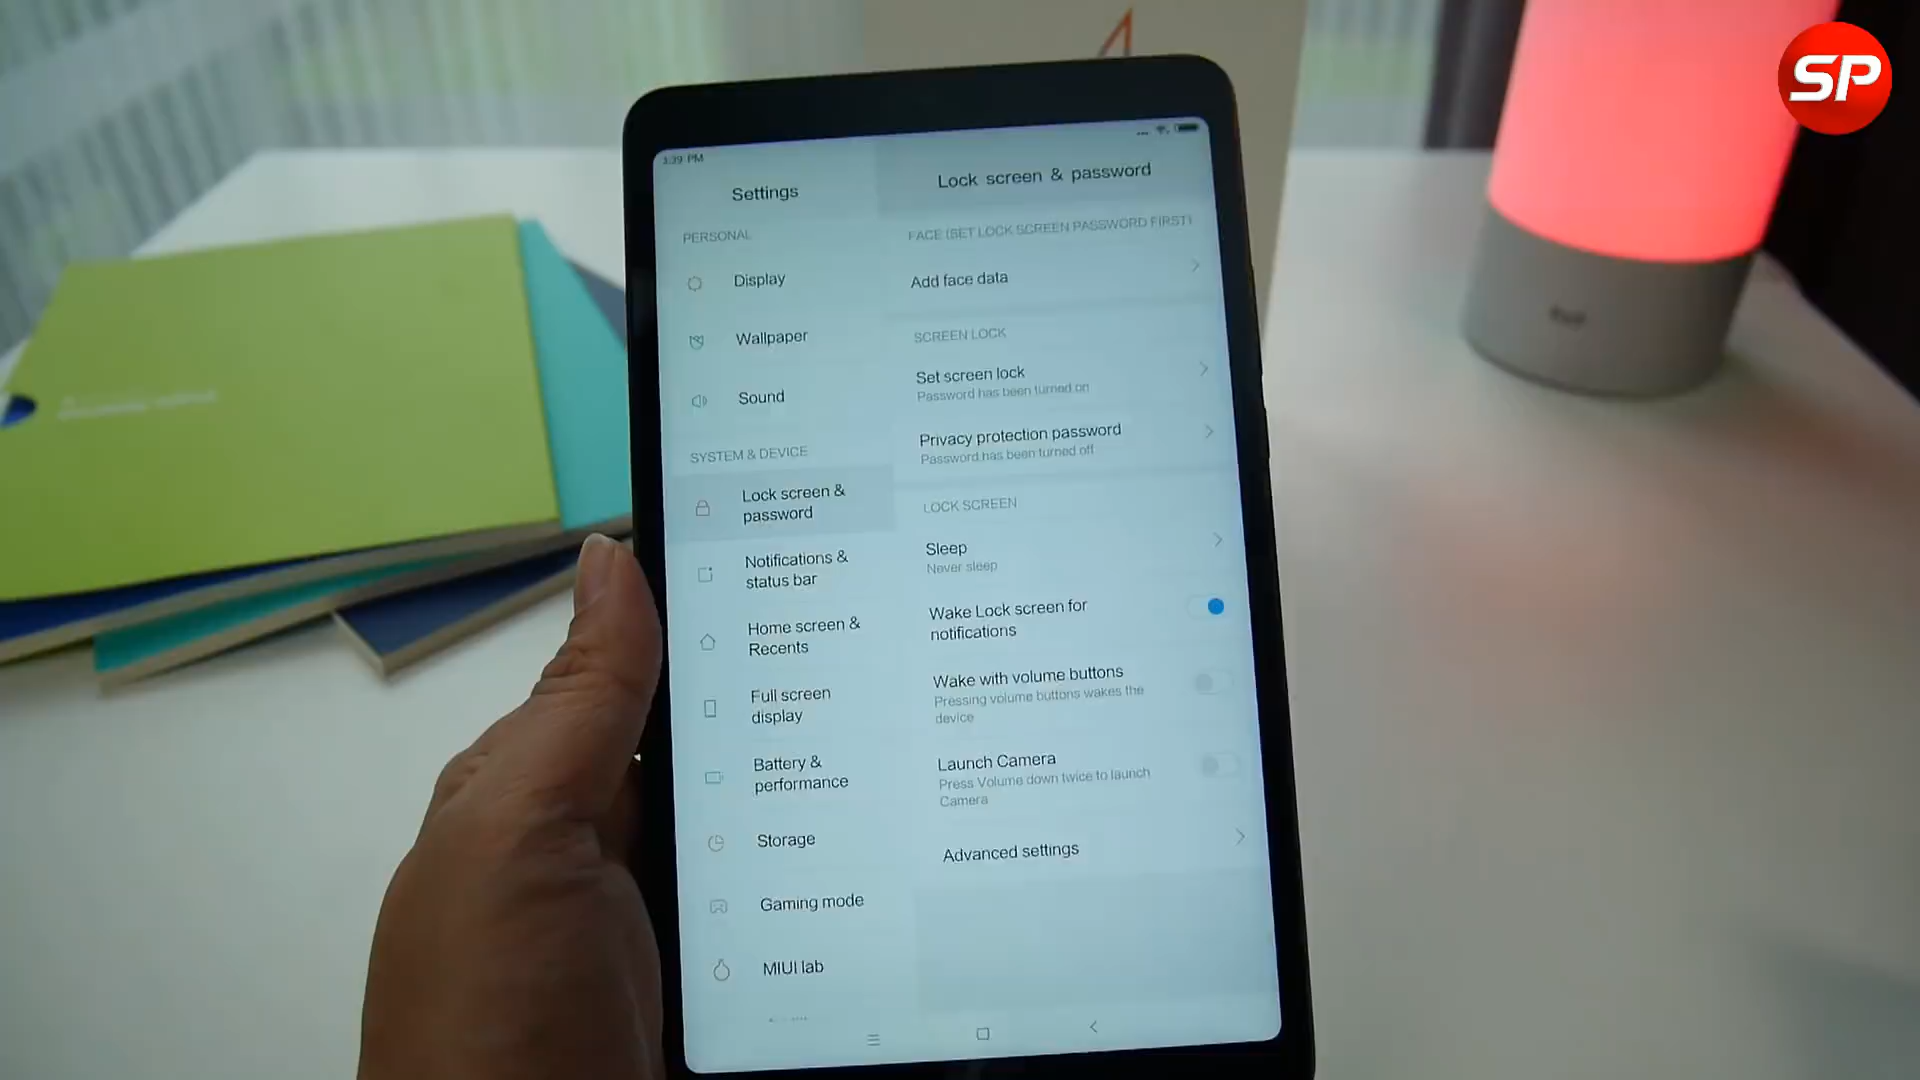 SP
4
3:39 PM
Settings
PERSONAL
Display
Wallpaper
Sound
SYSTEM & DEVICE
Lock screen &
password
Notifications &
status bar
Home screen &
Recents
Full screen
display
Battery &
performance
Storage
Gaming mode
MIUI lab
Lock screen & password
FACE (SET LOCK SCREEN PASSWORD FIRST)
Add face data
SCREEN LOCK
Set screen lock
Password has been turned on
Privacy protection password
Password has been turned off
LOCK SCREEN
Sleep
Never sleep
Wake Lock screen for
notifications
Wake with volume buttons
Pressing volume buttons wakes the
device
Launch Camera
Press Volume down twice to launch
Camera
Advanced settings